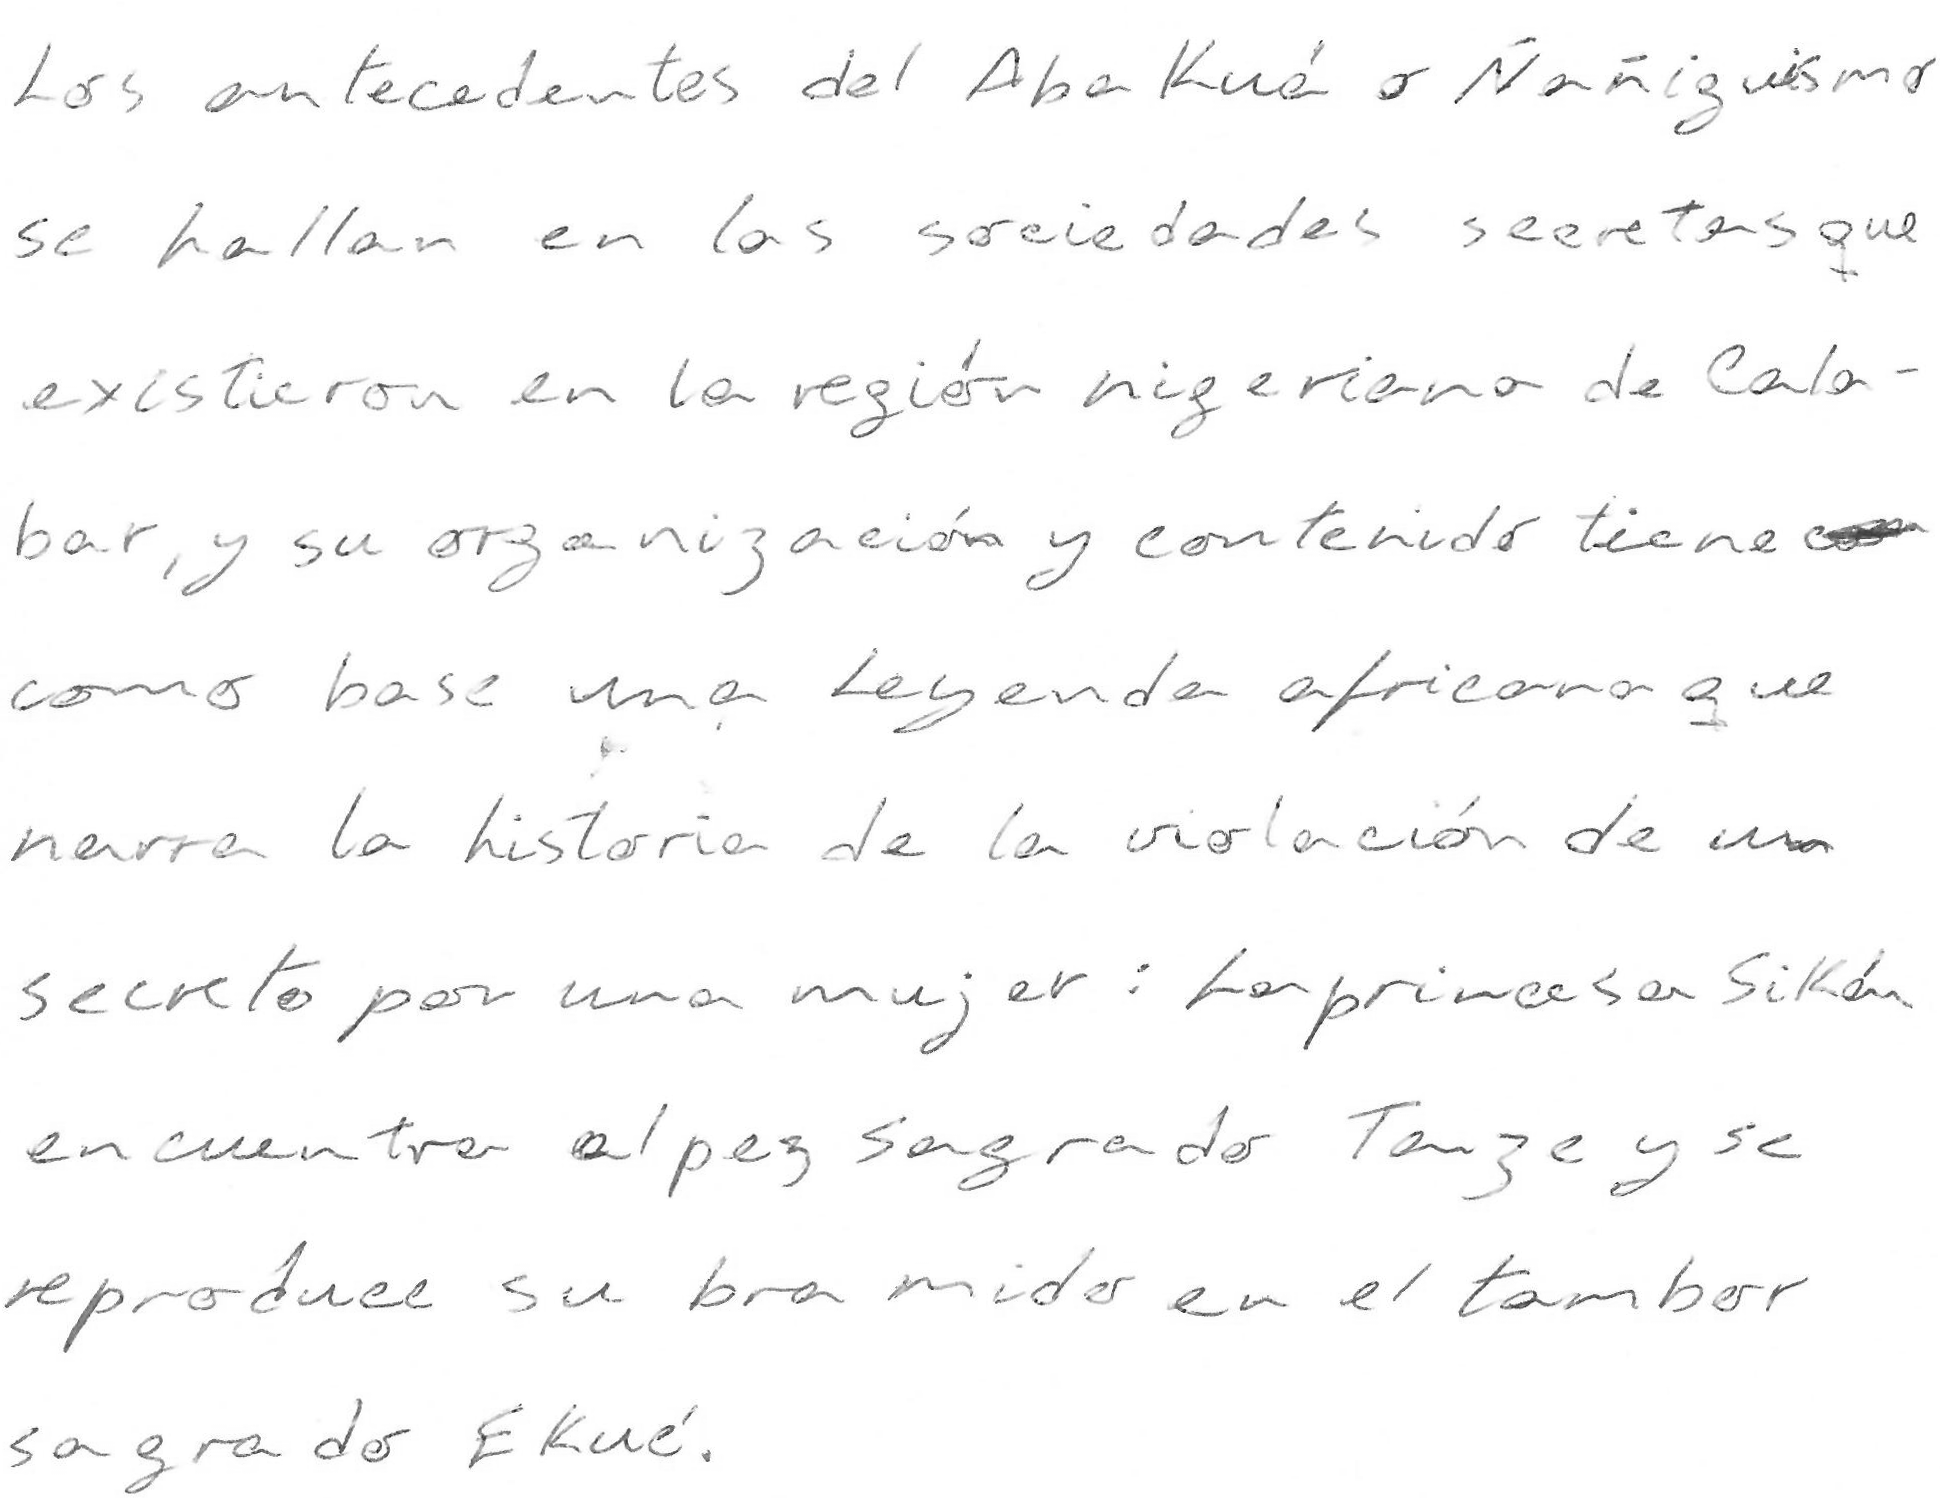 Los antecedentes del Abakuá o Ñañiguismo
se hallan en las sociedades secretas que
existieron en la región nigeriana de Cala-
bar, y su organización y contenido tiene
como base una Leyenda africana que
narra la historia de la violación de un
secreto por una mujer: La princesa Sikán
encuentra al pez sagrado Tanze y se
reproduce su bramido en el tambor
sagrado Ekué.